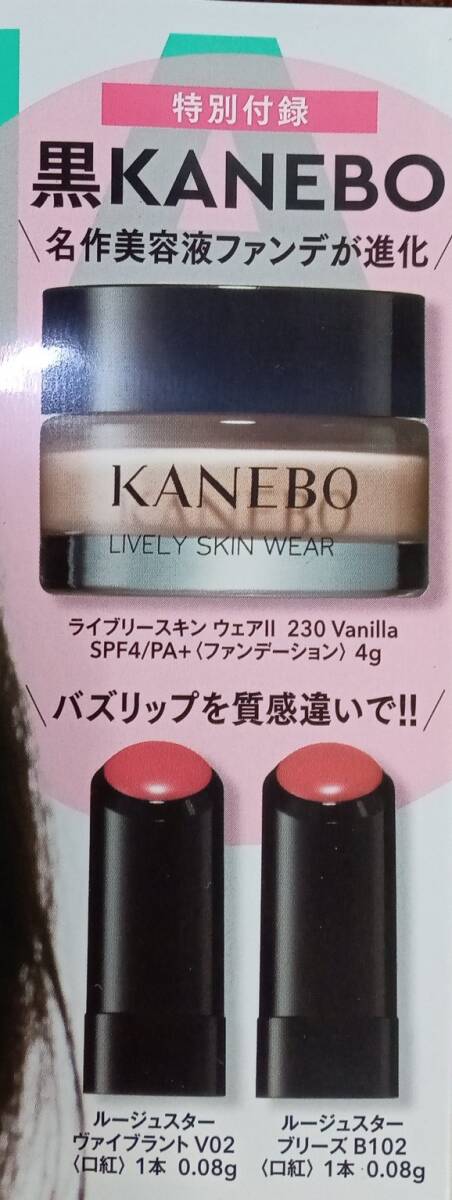 特別付録
黒KANEBO
名作美容液ファンデが進化
KANEBO
LIVELY SKIN WEAR
ライブリースキン ウェアII 230 Vanilla
SPF4/PA+〈ファンデーション〉4g
バズリップを質感違いで!!
ルージュスター
ヴァイブラント V02
〈口紅〉1本 0.08g
ルージュスター
ブリーズ B102
〈口紅〉1本 0.08g